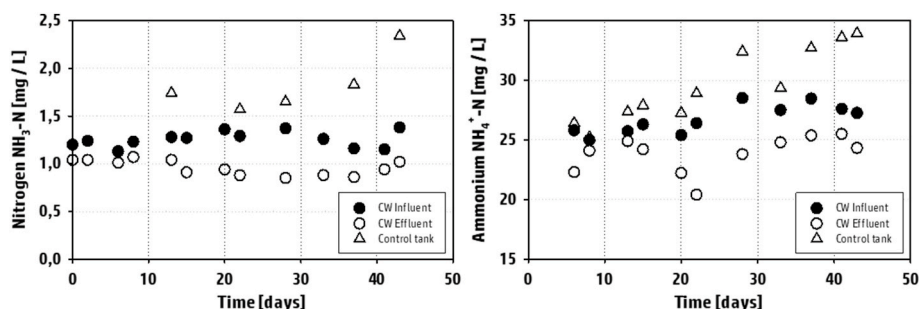 Nitrogen NH₃-N [mg / L]
2,5
2,0
1,5
1,0
0,5
0,0
0 10 20 30 40 50
Time [days]
CW Influent
CW Effluent
Control tank
Ammonium NH₄⁺-N [mg / L]
35
30
25
20
15
0 10 20 30 40 50
Time [days]
CW Influent
CW Effluent
Control tank